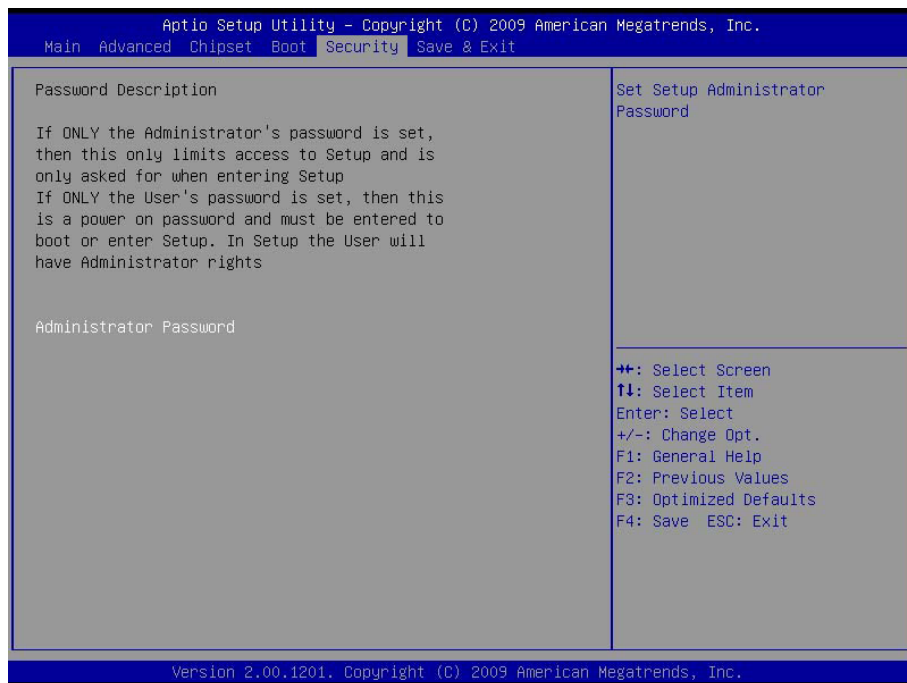 Aptio Setup Utility – Copyright (C) 2009 American Megatrends, Inc.
Main Advanced Chipset Boot Security Save & Exit
Password Description
If ONLY the Administrator's password is set,
then this only limits access to Setup and is
only asked for when entering Setup
If ONLY the User's password is set, then this
is a power on password and must be entered to
boot or enter Setup. In Setup the User will
have Administrator rights
Administrator Password
Set Setup Administrator
Password
→←: Select Screen
↑↓: Select Item
Enter: Select
+/-: Change Opt.
F1: General Help
F2: Previous Values
F3: Optimized Defaults
F4: Save ESC: Exit
Version 2.00.1201. Copyright (C) 2009 American Megatrends, Inc.